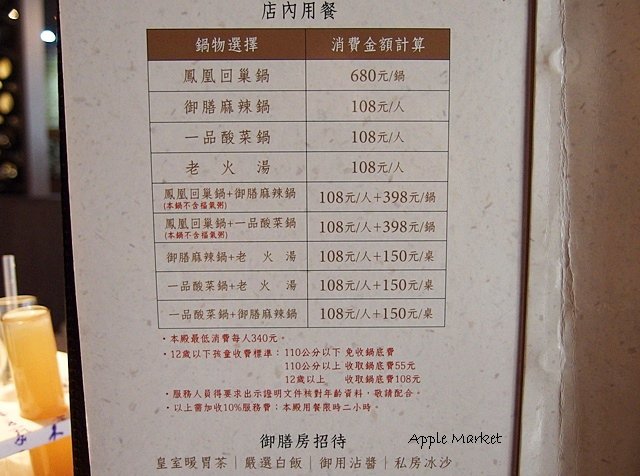 店內用餐
鍋物選擇 消費金額計算
鳳凰回巢鍋 680元/鍋
御膳麻辣鍋 108元/人
一品酸菜鍋 108元/人
老火湯 108元/人
鳳凰回巢鍋+御膳麻辣鍋 108元/人+398元/鍋
(本鍋不含福氣粥)
鳳凰回巢鍋+一品酸菜鍋 108元/人+398元/鍋
(本鍋不含福氣粥)
御膳麻辣鍋+老火湯 108元/人+150元/桌
一品酸菜鍋+老火湯 108元/人+150元/桌
一品酸菜鍋+御膳麻辣鍋 108元/人+150元/桌
・本殿最低消費每人340元。
・12歲以下孩童收費標準：110公分以下 免收鍋底費
110公分以上 收取鍋底費55元
12歲以上 收取鍋底費108元
・服務人員得要求出示證明文件核對年齡資料，敬請配合。
・以上需加收10%服務費；本殿用餐限時二小時。
御膳房招待
皇室暖胃茶｜嚴選白飯｜御用沾醬｜私房冰沙
Apple Market